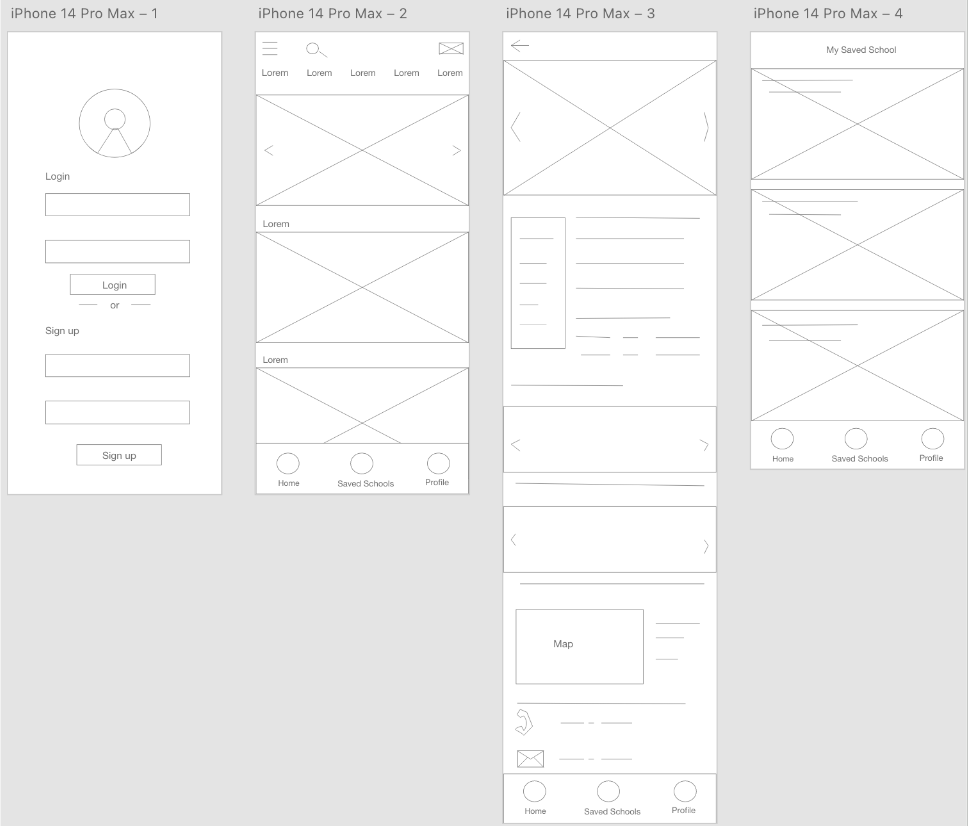 iPhone 14 Pro Max – 1
Login
Login
or
Sign up
Sign up
iPhone 14 Pro Max – 2
Lorem Lorem Lorem Lorem Lorem
Lorem
Lorem
Home Saved Schools Profile
iPhone 14 Pro Max – 3
Map
Home Saved Schools Profile
iPhone 14 Pro Max – 4
My Saved School
Home Saved Schools Profile